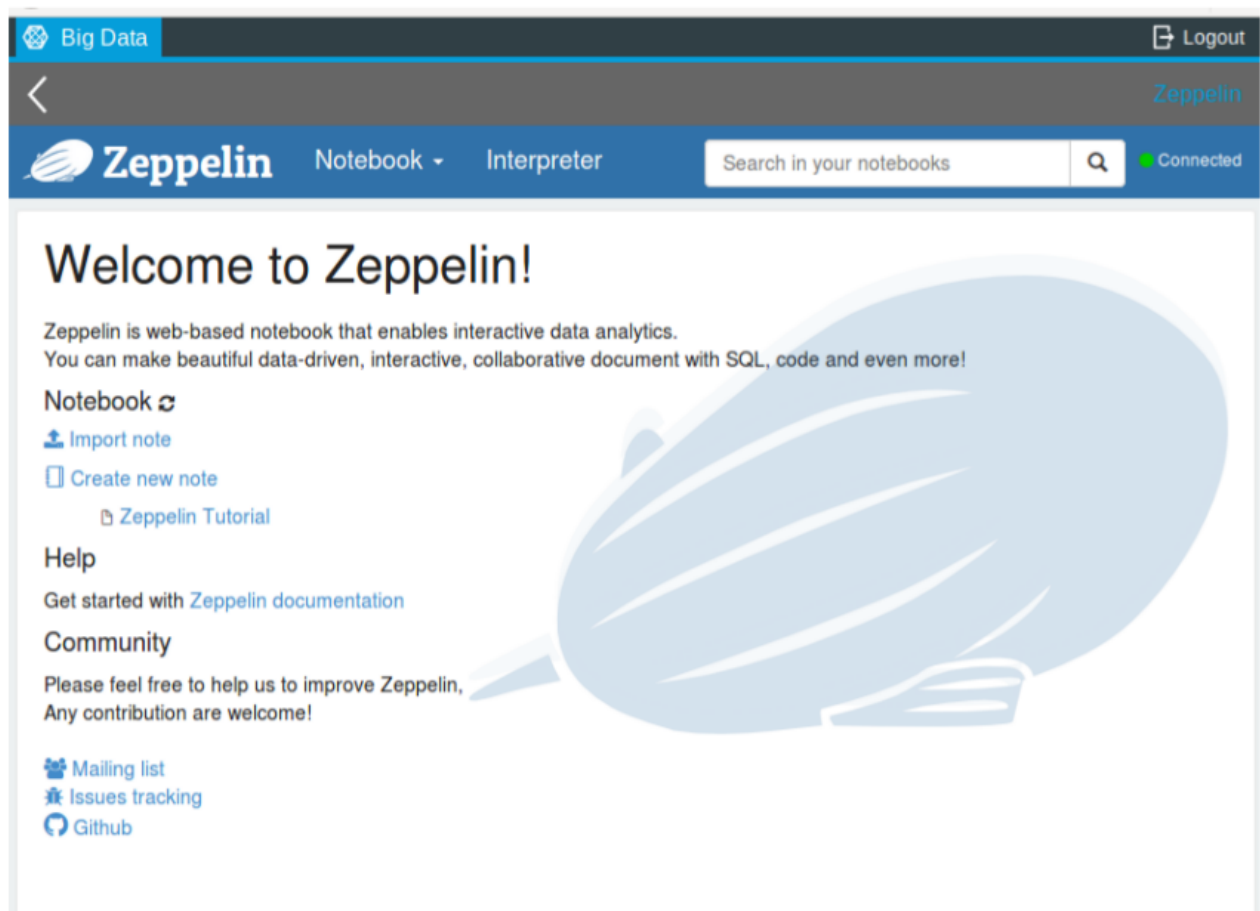 Big Data
Logout
Zeppelin
Zeppelin Notebook Interpreter Search in your notebooks Connected
Welcome to Zeppelin!
Zeppelin is web-based notebook that enables interactive data analytics.
You can make beautiful data-driven, interactive, collaborative document with SQL, code and even more!
Notebook
Import note
Create new note
Zeppelin Tutorial
Help
Get started with Zeppelin documentation
Community
Please feel free to help us to improve Zeppelin,
Any contribution are welcome!
Mailing list
Issues tracking
Github